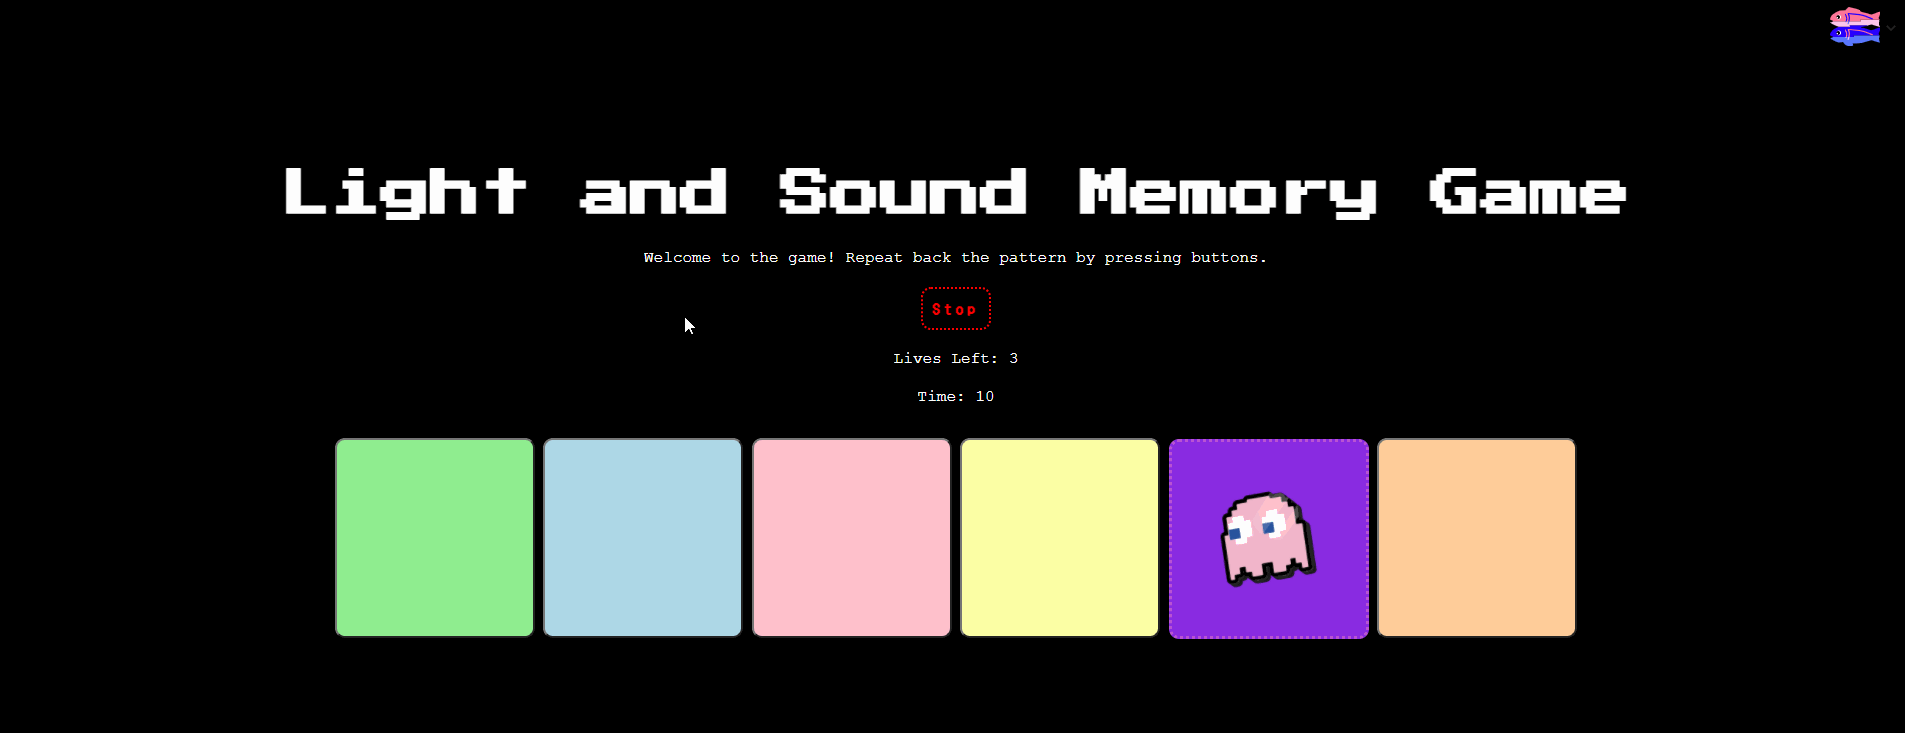 Light and Sound Memory Game
Welcome to the game! Repeat back the pattern by pressing buttons.
Stop
Lives Left: 3
Time: 10